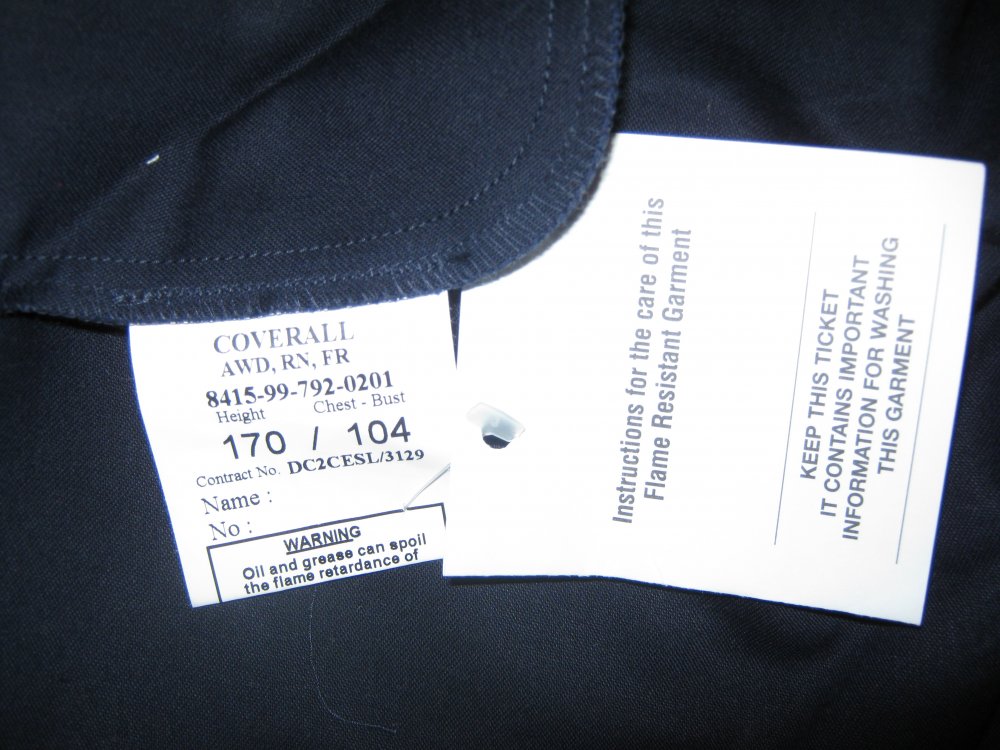 COVERALL
AWD, RN, FR
8415-99-792-0201
Height Chest - Bust
170 / 104
Contract No. DC2CESL/3129
Name :
No :
WARNING
Oil and grease can spoil
the flame retardance of
Instructions for the care of this
Flame Resistant Garment
KEEP THIS TICKET
IT CONTAINS IMPORTANT
INFORMATION FOR WASHING
THIS GARMENT